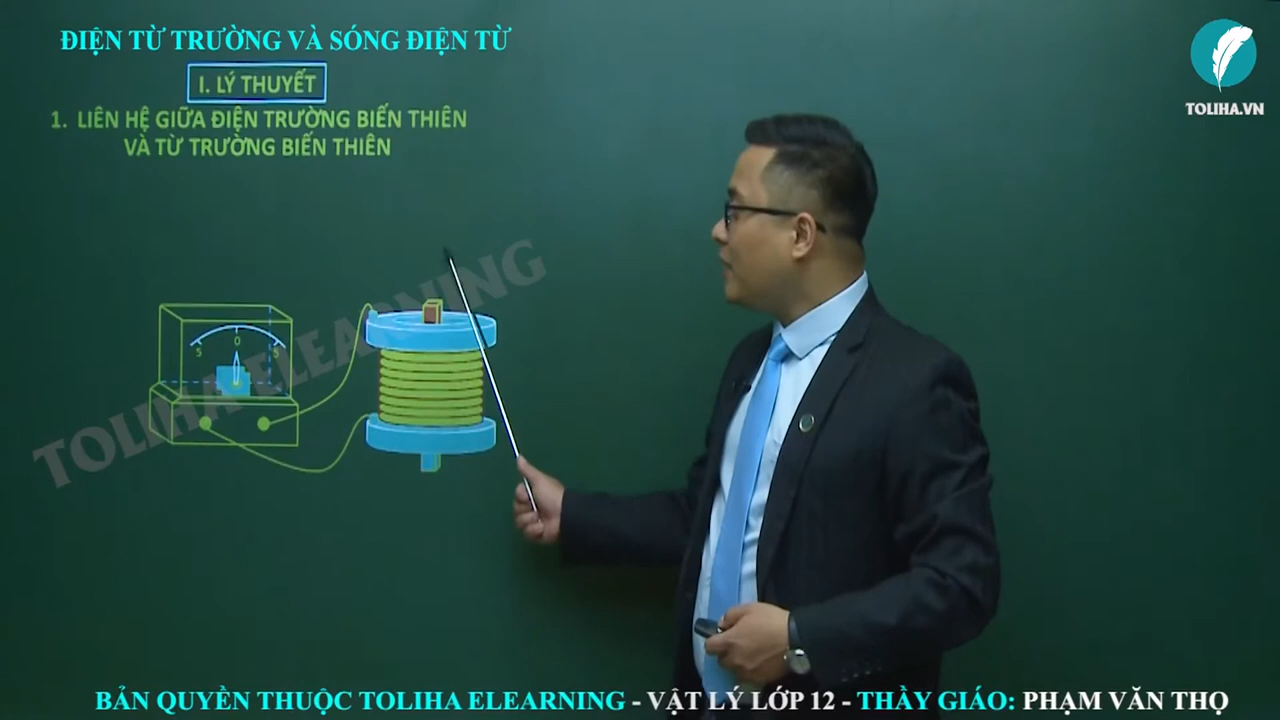 ĐIỆN TỪ TRƯỜNG VÀ SÓNG ĐIỆN TỪ
I. LÝ THUYẾT
1. LIÊN HỆ GIỮA ĐIỆN TRƯỜNG BIẾN THIÊN
VÀ TỪ TRƯỜNG BIẾN THIÊN
TOLIHA.VN
TOLIHA ELEARNING
5 0 5
BẢN QUYỀN THUỘC TOLIHA ELEARNING - VẬT LÝ LỚP 12 - THẦY GIÁO: PHẠM VĂN THỌ